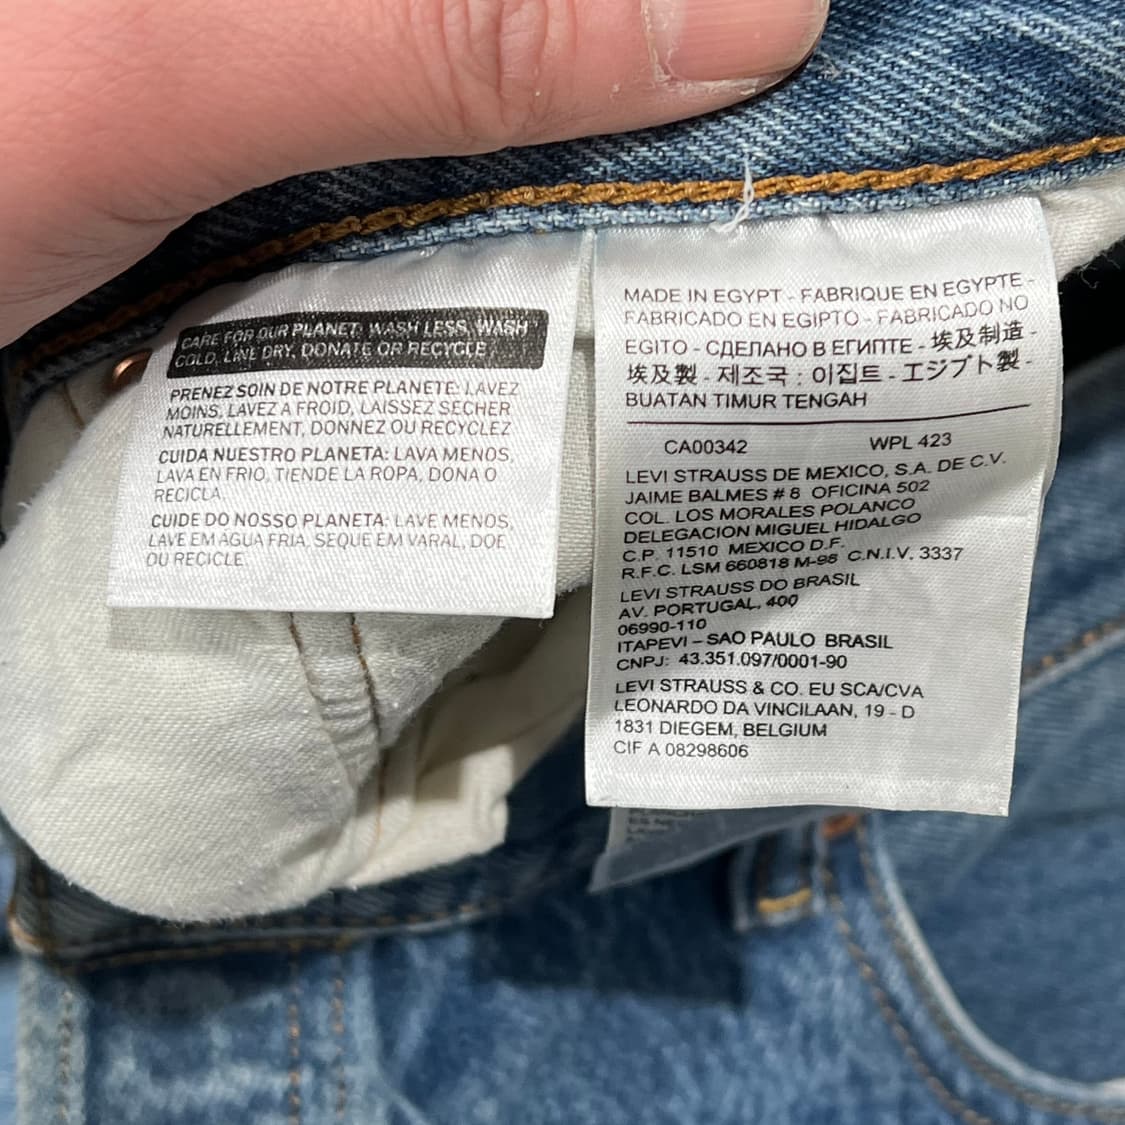 CARE FOR OUR PLANET: WASH LESS, WASH
COLD, LINE DRY, DONATE OR RECYCLE
PRENEZ SOIN DE NOTRE PLANETE: LAVEZ
MOINS, LAVEZ A FROID, LAISSEZ SECHER
NATURELLEMENT, DONNEZ OU RECYCLEZ
CUIDA NUESTRO PLANETA: LAVA MENOS,
LAVA EN FRIO, TIENDE LA ROPA, DONA O
RECICLA.
CUIDE DO NOSSO PLANETA: LAVE MENOS,
LAVE EM AGUA FRIA, SEQUE EM VARAL, DOE
OU RECICLE.
MADE IN EGYPT - FABRIQUE EN EGYPTE -
FABRICADO EN EGIPTO - FABRICADO NO
EGITO - СДЕЛАНО В ЕГИПТЕ - 埃及制造 -
埃及製 - 제조국 : 이집트 - エジプト製 -
BUATAN TIMUR TENGAH
CA00342 WPL 423
LEVI STRAUSS DE MEXICO, S.A. DE C.V.
JAIME BALMES # 8 OFICINA 502
COL. LOS MORALES POLANCO
DELEGACION MIGUEL HIDALGO
C.P. 11510 MEXICO D.F.
R.F.C. LSM 660818 M-98 C.N.I.V. 3337
LEVI STRAUSS DO BRASIL
AV. PORTUGAL, 400
06990-110
ITAPEVI – SAO PAULO BRASIL
CNPJ: 43.351.097/0001-90
LEVI STRAUSS & CO. EU SCA/CVA
LEONARDO DA VINCILAAN, 19 - D
1831 DIEGEM, BELGIUM
CIF A 08298606